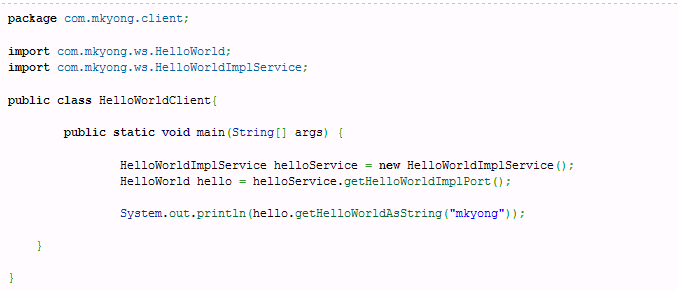 package com.mkyong.client;
import com.mkyong.ws.HelloWorld;
import com.mkyong.ws.HelloWorldImplService;
public class HelloWorldClient{
public static void main(String[] args) {
HelloWorldImplService helloService = new HelloWorldImplService();
HelloWorld hello = helloService.getHelloWorldImplPort();
System.out.println(hello.getHelloWorldAsString("mkyong"));
}
}